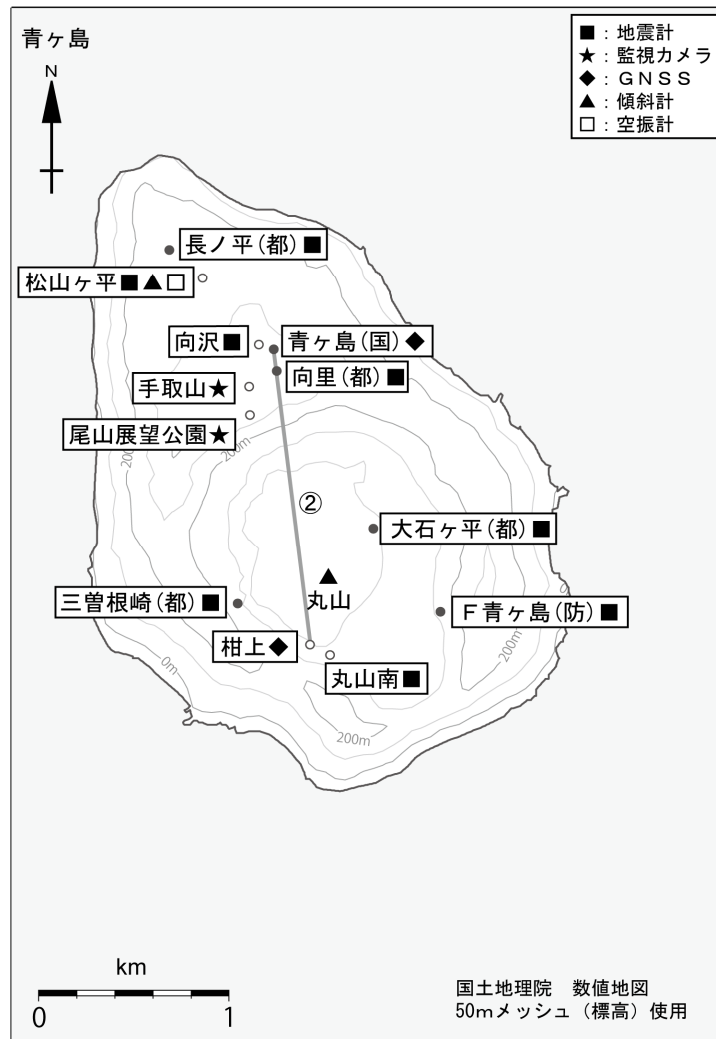 青ヶ島
N
■：地震計
★：監視カメラ
◆：ＧＮＳＳ
▲：傾斜計
□：空振計
長ノ平(都)■
松山ヶ平■▲□
向沢■
青ヶ島(国)◆
向里(都)■
手取山★
尾山展望公園★
200m
200m
②
大石ヶ平(都)■
丸山
三曽根崎(都)■
Ｆ青ヶ島(防)■
0m
柑上◆
200m
0m
丸山南■
200m
km
0 1
国土地理院　数値地図
50mメッシュ（標高）使用